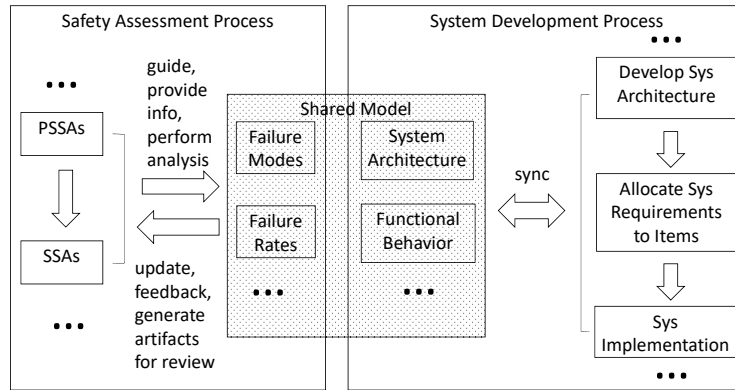 Safety Assessment Process
● ● ●
PSSAs
SSAs
● ● ●
guide,
provide
info,
perform
analysis
update,
feedback,
generate
artifacts
for review
Shared Model
Failure
Modes
Failure
Rates
● ● ●
System Development Process
System
Architecture
Functional
Behavior
● ● ●
sync
● ● ●
Develop Sys
Architecture
Allocate Sys
Requirements
to Items
Sys
Implementation
● ● ●